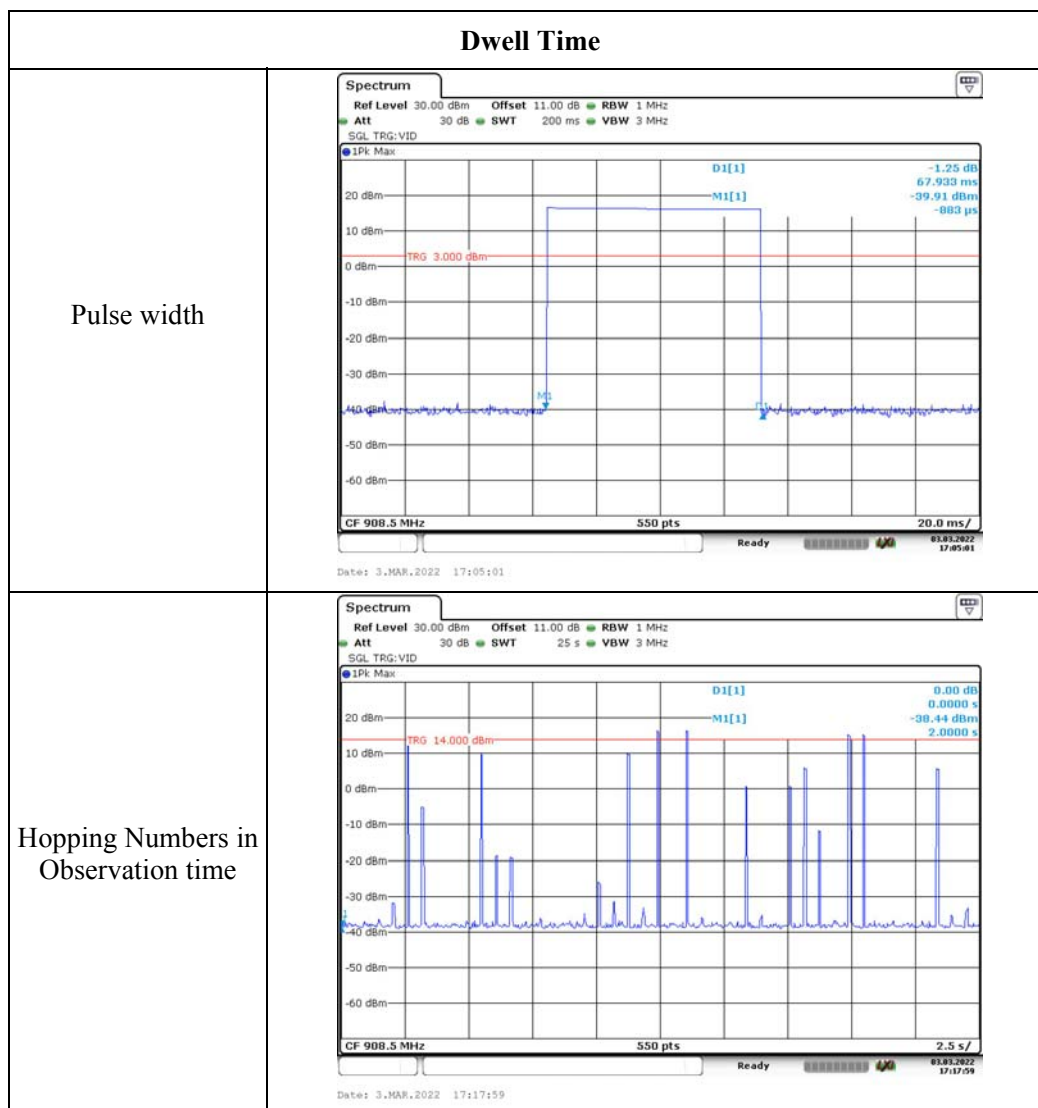 Dwell Time
Pulse width
Spectrum
Ref Level 30.00 dBm Offset 11.00 dB RBW 1 MHz
Att 30 dB SWT 200 ms VBW 3 MHz
SGL TRG:VID
1Pk Max
D1[1] -1.25 dB
67.933 ms
M1[1] -39.91 dBm
-883 µs
20 dBm
10 dBm
TRG 3.000 dBm
0 dBm
-10 dBm
-20 dBm
-30 dBm
M1
D1
-40 dBm
-50 dBm
-60 dBm
CF 908.5 MHz 550 pts 20.0 ms/
Ready 03.03.2022
17:05:01
Date: 3.MAR.2022 17:05:01
Hopping Numbers in
Observation time
Spectrum
Ref Level 30.00 dBm Offset 11.00 dB RBW 1 MHz
Att 30 dB SWT 25 s VBW 3 MHz
SGL TRG:VID
1Pk Max
D1[1] 0.00 dB
0.0000 s
M1[1] -38.44 dBm
2.0000 s
20 dBm
TRG 14.000 dBm
10 dBm
0 dBm
-10 dBm
-20 dBm
-30 dBm
-40 dBm
-50 dBm
-60 dBm
CF 908.5 MHz 550 pts 2.5 s/
Ready 03.03.2022
17:17:59
Date: 3.MAR.2022 17:17:59